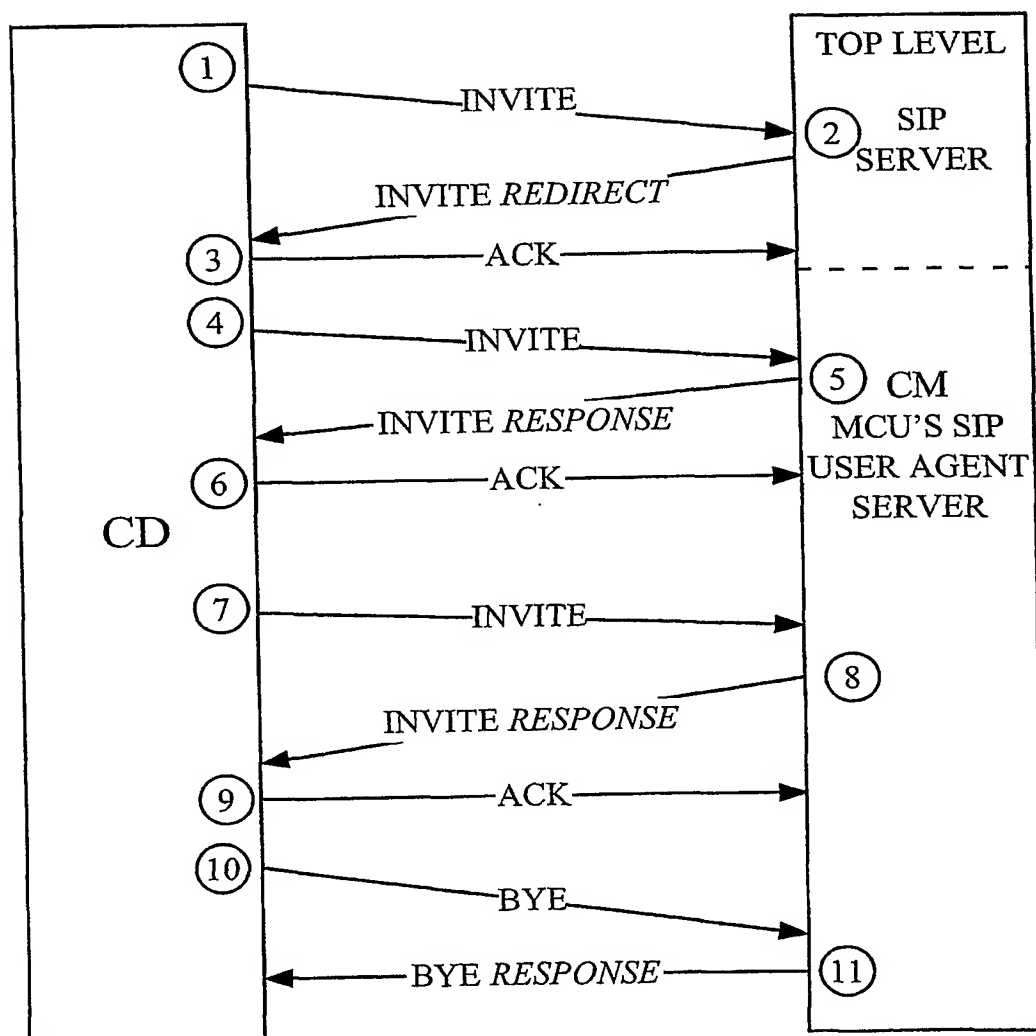 TOP LEVEL
1
INVITE
2
SIP
SERVER
INVITE REDIRECT
3
ACK
4
INVITE
5
CM
MCU'S SIP
USER AGENT
SERVER
INVITE RESPONSE
6
ACK
CD
7
INVITE
8
INVITE RESPONSE
9
ACK
10
BYE
11
BYE RESPONSE